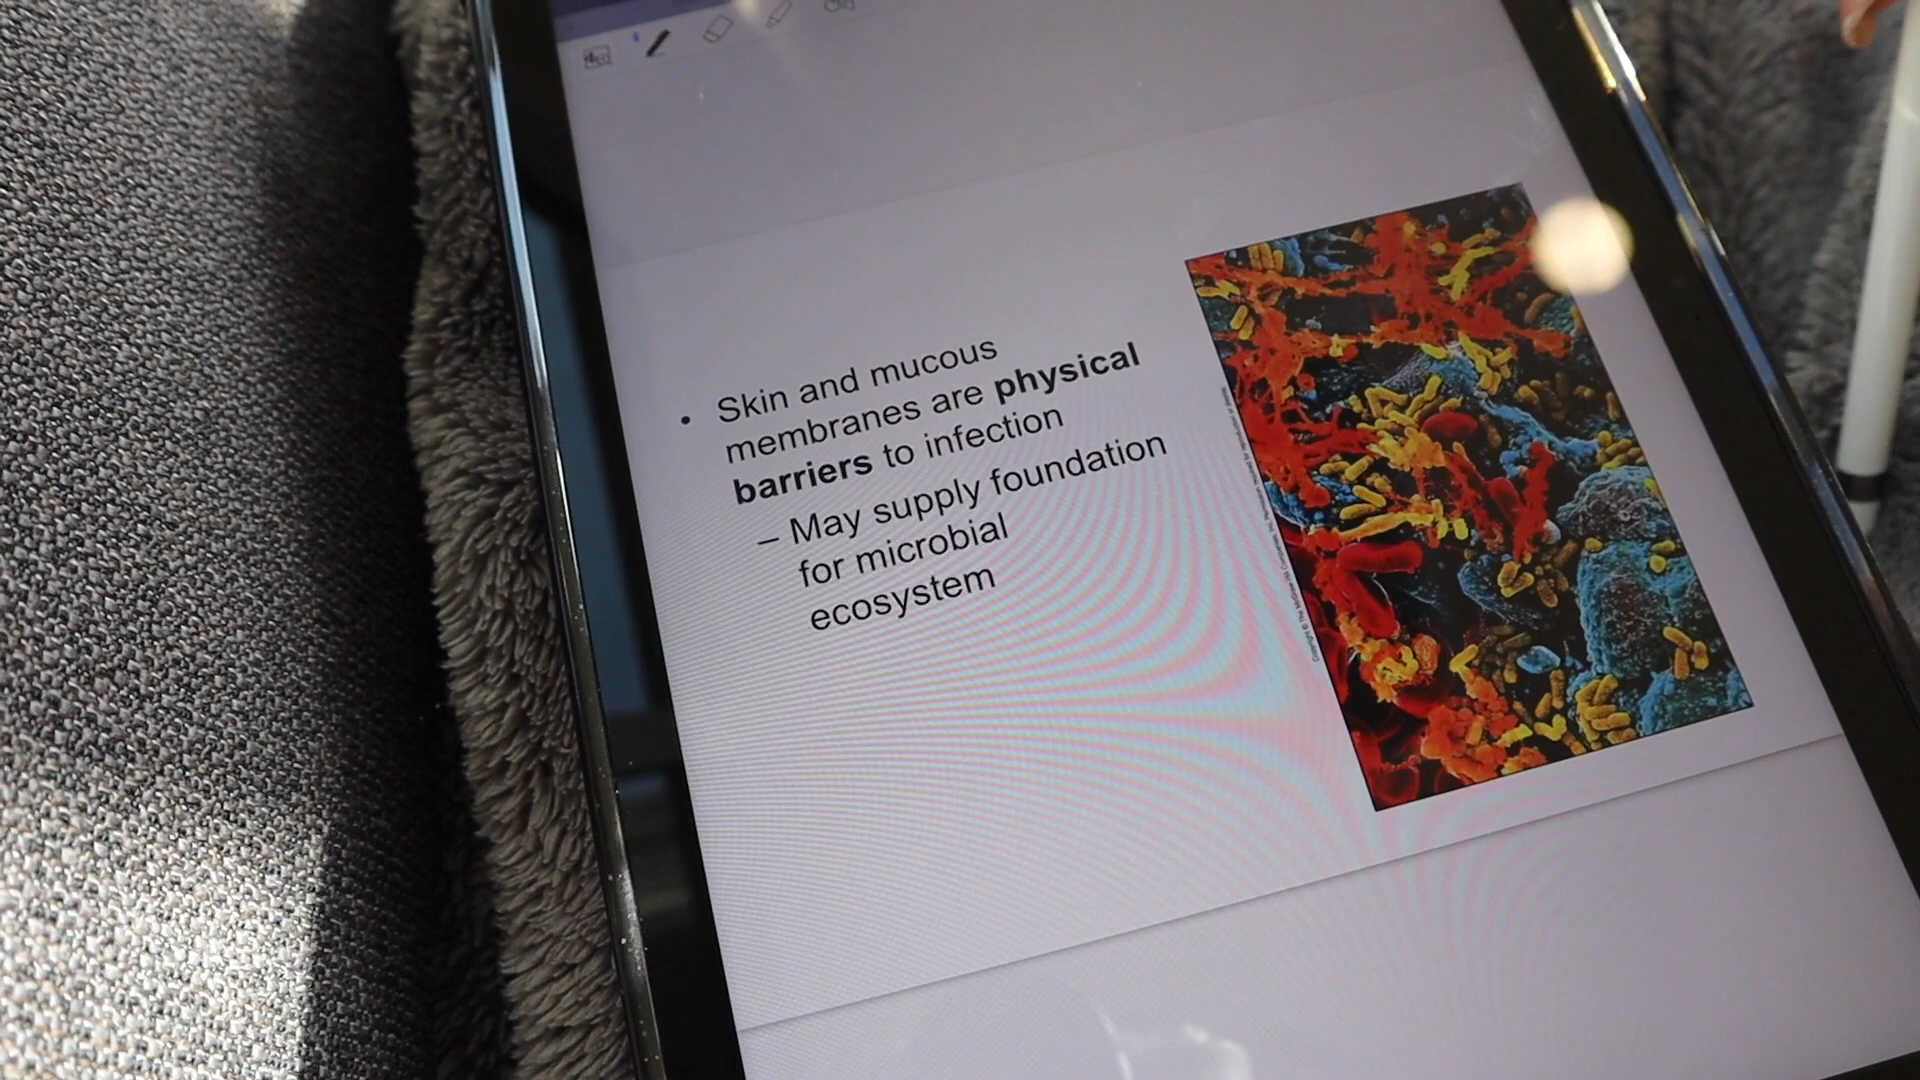 • Skin and mucous
membranes are physical
barriers to infection
– May supply foundation
for microbial
ecosystem